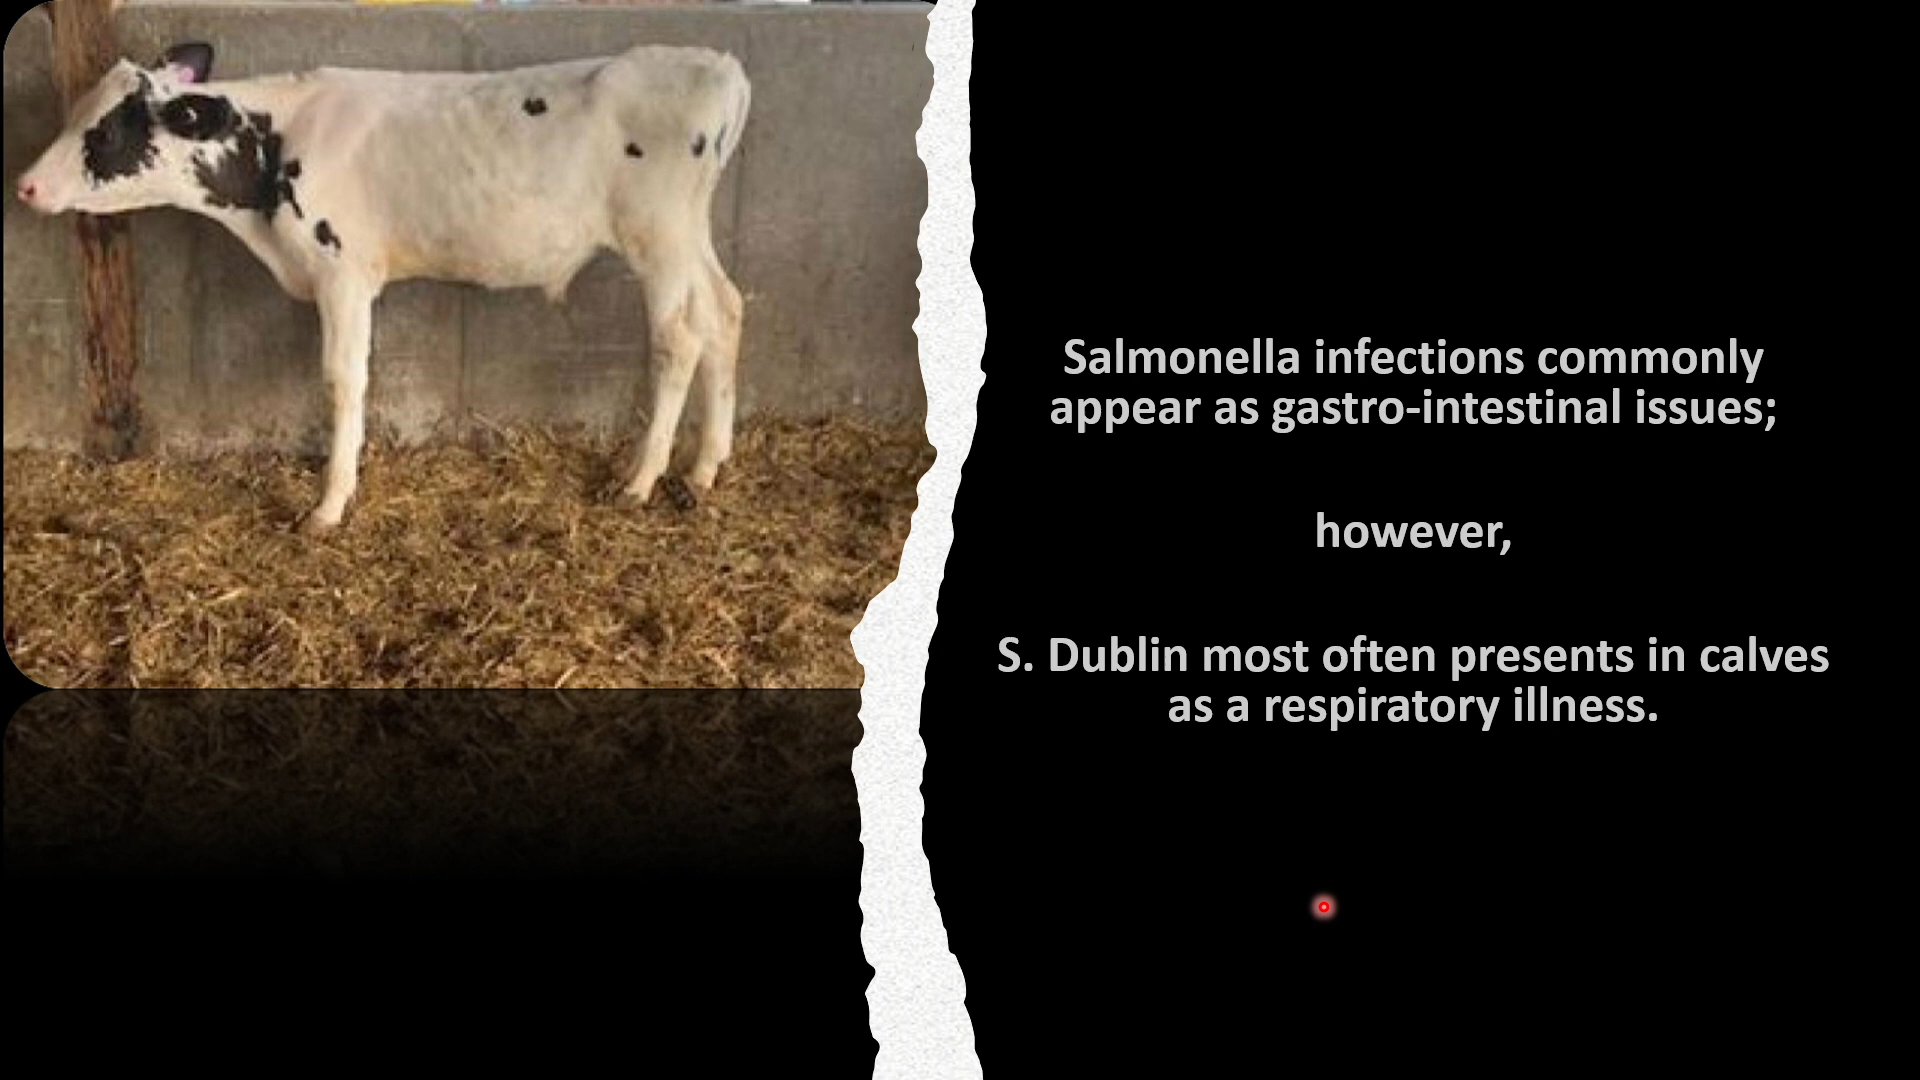 Salmonella infections commonly
appear as gastro-intestinal issues;
however,
S. Dublin most often presents in calves
as a respiratory illness.